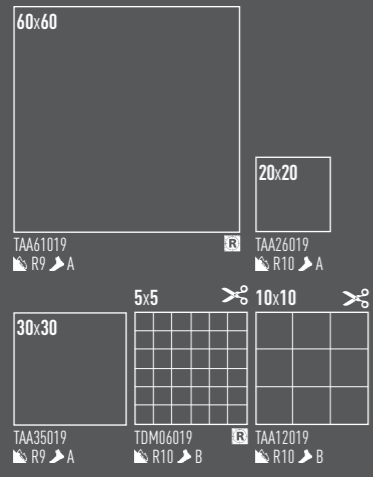 60x60
20x20
TAA61019 R
R9 A
TAA26019
R10 A
5x5
10x10
30x30
TAA35019
R9 A
TDM06019 R
R10 B
TAA12019
R10 B